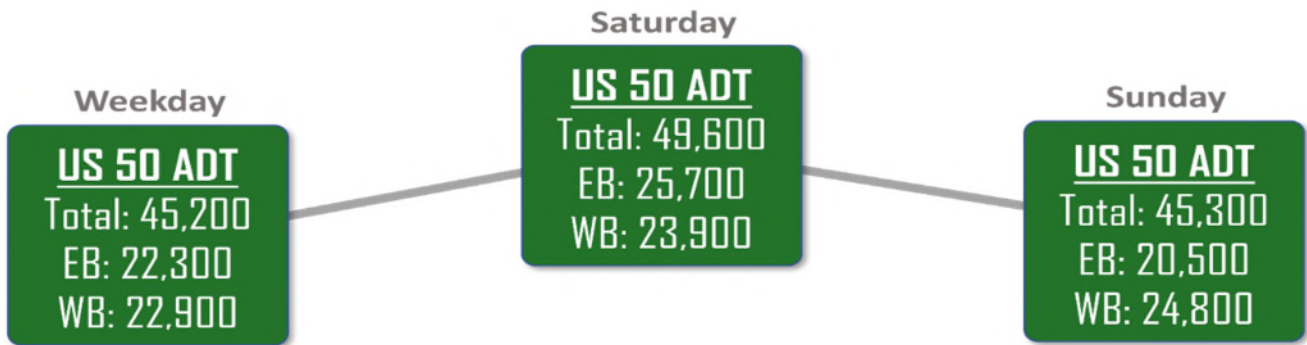 Weekday
US 50 ADT
Total: 45,200
EB: 22,300
WB: 22,900
Saturday
US 50 ADT
Total: 49,600
EB: 25,700
WB: 23,900
Sunday
US 50 ADT
Total: 45,300
EB: 20,500
WB: 24,800